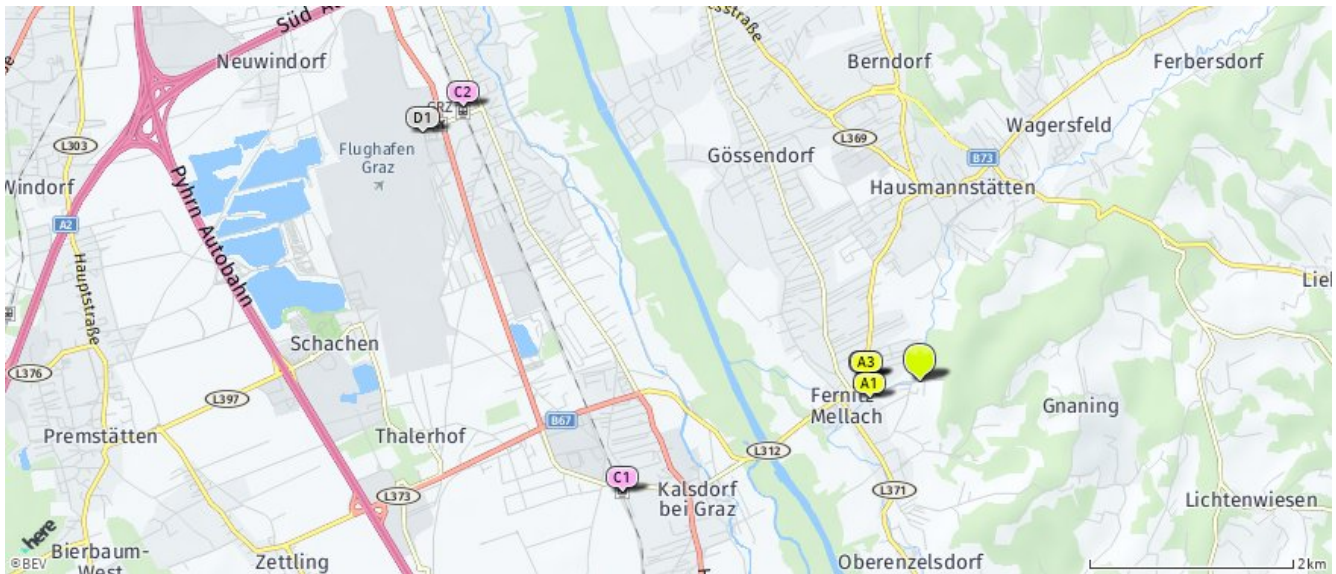 Süd Au
Neuwindorf
C2
GRZ
D1
Flughafen
Graz
L303
Windorf
A2
Hauptstraße
Pyhrn Autobahn
Schachen
L376
L397
Premstätten
Thalerhof
L373
B67
C1
Kalsdorf
bei Graz
L312
Zettling
Bierbaum-
West
here
©BEV
Berndorf
Ferbersdorf
L369
Wagersfeld
Gössendorf
B73
Hausmannstätten
A3
A1
Fernitz
Mellach
Gnaning
L371
Lichtenwiesen
Oberenzelsdorf
2km